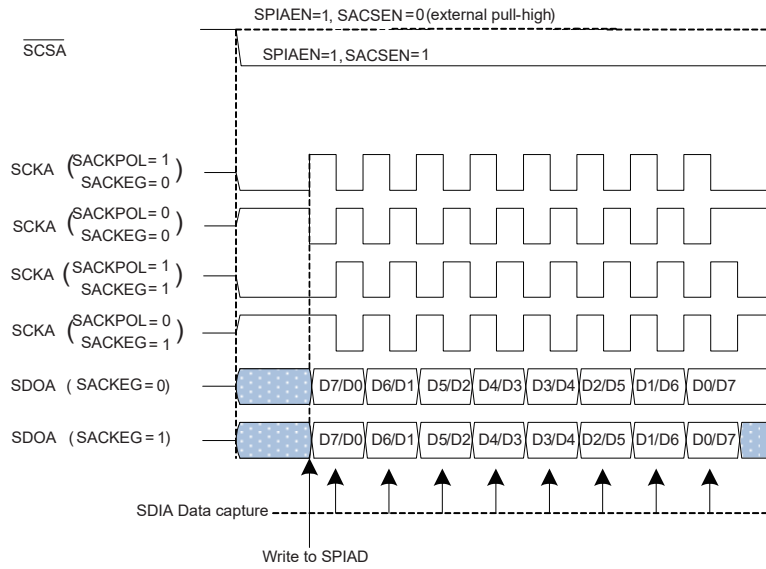 SPIAEN=1, SACSEN=0 (external pull-high)
SCSA
SPIAEN=1, SACSEN=1
SCKA (SACKPOL=1
SACKEG=0)
SCKA (SACKPOL=0
SACKEG=0)
SCKA (SACKPOL=1
SACKEG=1)
SCKA (SACKPOL=0
SACKEG=1)
SDOA (SACKEG=0) D7/D0 D6/D1 D5/D2 D4/D3 D3/D4 D2/D5 D1/D6 D0/D7
SDOA (SACKEG=1) D7/D0 D6/D1 D5/D2 D4/D3 D3/D4 D2/D5 D1/D6 D0/D7
SDIA Data capture
Write to SPIAD